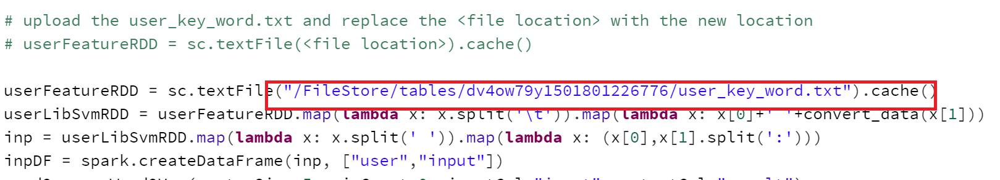 # upload the user_key_word.txt and replace the <file location> with the new location
# userFeatureRDD = sc.textFile(<file location>).cache()
userFeatureRDD = sc.textFile("/FileStore/tables/dv4ow79y1501801226776/user_key_word.txt").cache()
userLibSvmRDD = userFeatureRDD.map(lambda x: x.split('\t')).map(lambda x: x[0]+' '+convert_data(x[1]))
inp = userLibSvmRDD.map(lambda x: x.split(' ')).map(lambda x: (x[0],x[1].split(':')))
inpDF = spark.createDataFrame(inp, ["user","input"])